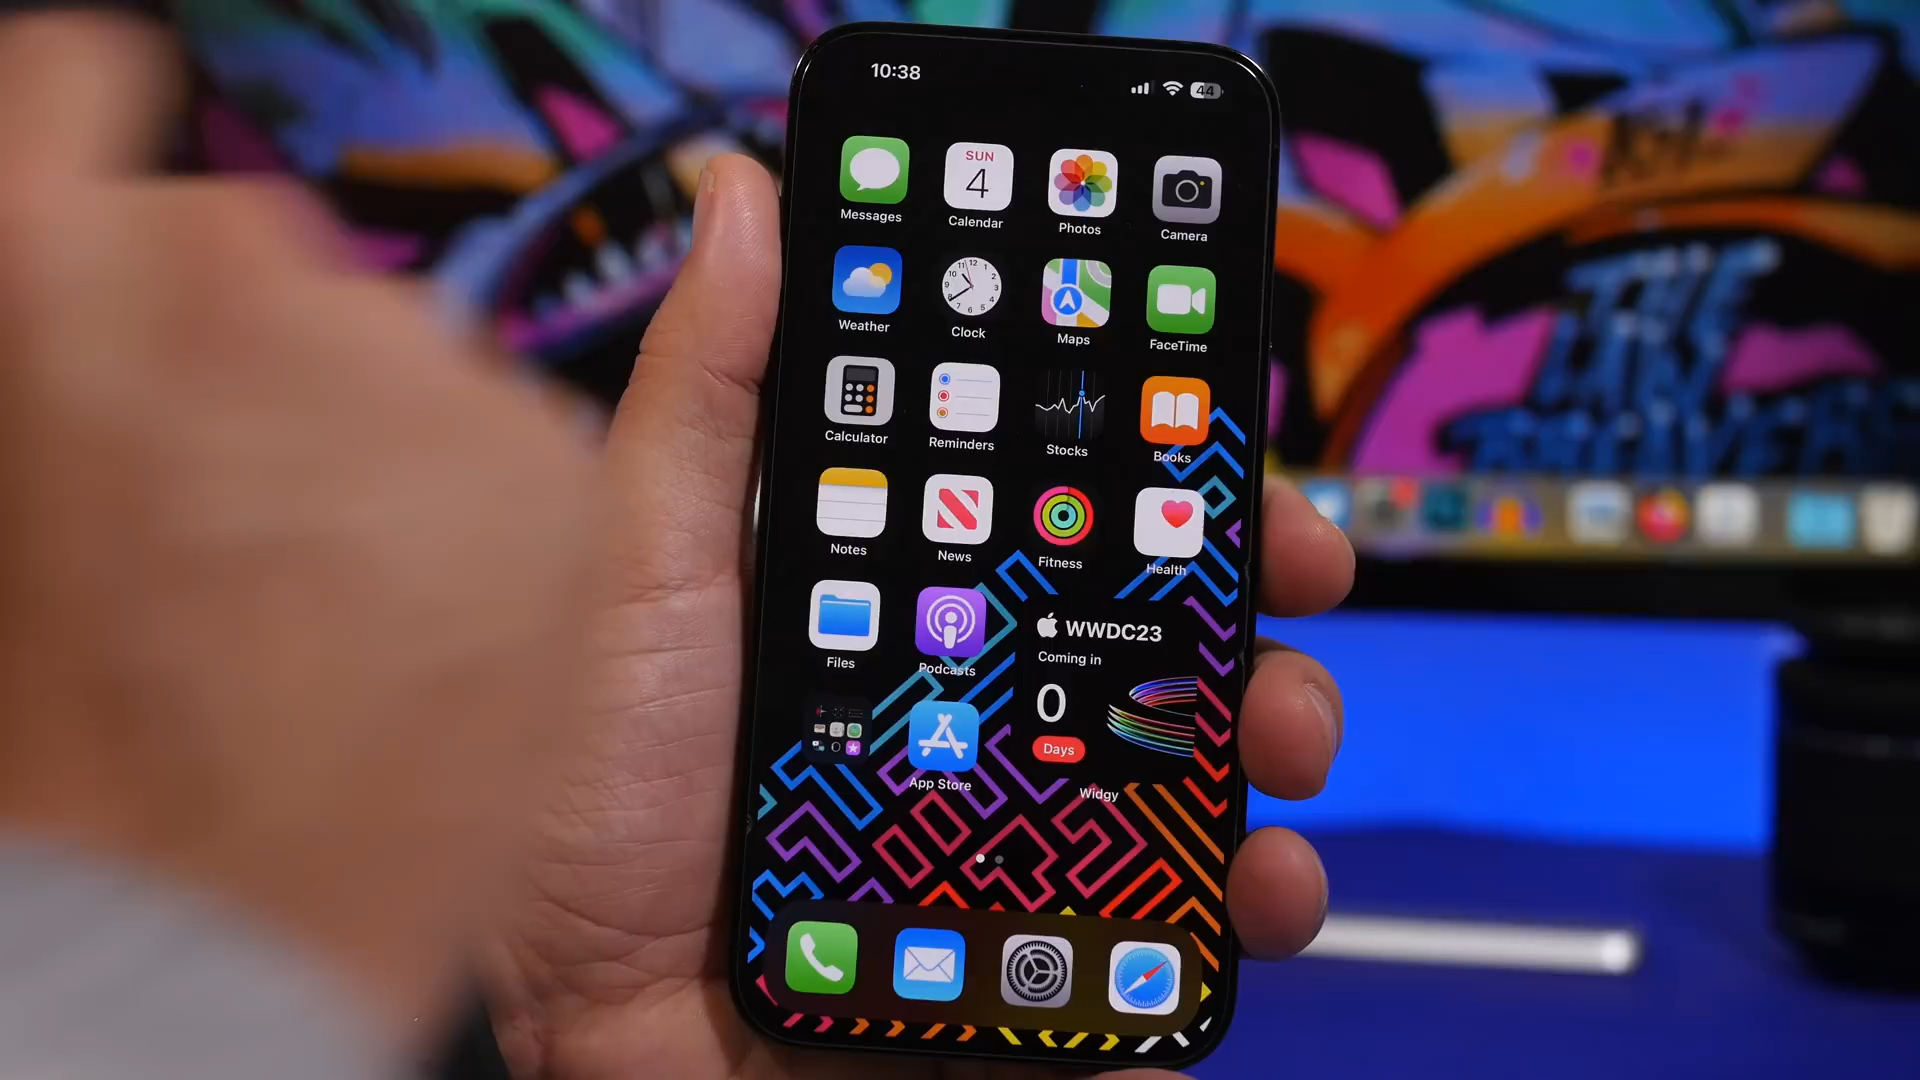 10:38
44
SUN
4
Messages
Calendar
Photos
Camera
Weather
Clock
Maps
FaceTime
Calculator
Reminders
Stocks
Books
Notes
News
Fitness
Health
Files
Podcasts
WWDC23
Coming in
0
Days
App Store
Widgy
THE